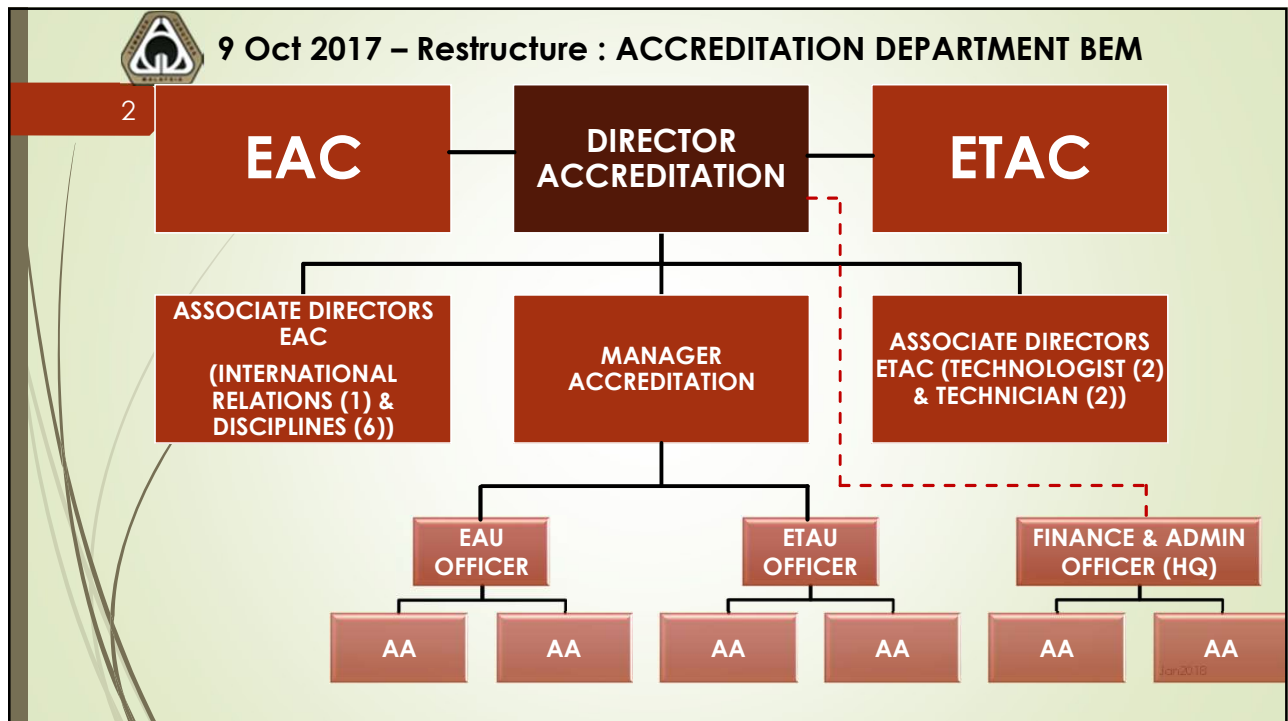 9 Oct 2017 – Restructure : ACCREDITATION DEPARTMENT BEM
MALAYSIA
2
EAC
DIRECTOR
ACCREDITATION
ETAC
ASSOCIATE DIRECTORS
EAC
(INTERNATIONAL
RELATIONS (1) &
DISCIPLINES (6))
MANAGER
ACCREDITATION
ASSOCIATE DIRECTORS
ETAC (TECHNOLOGIST (2)
& TECHNICIAN (2))
EAU
OFFICER
ETAU
OFFICER
FINANCE & ADMIN
OFFICER (HQ)
AA
AA
AA
AA
AA
AA
Jan2018